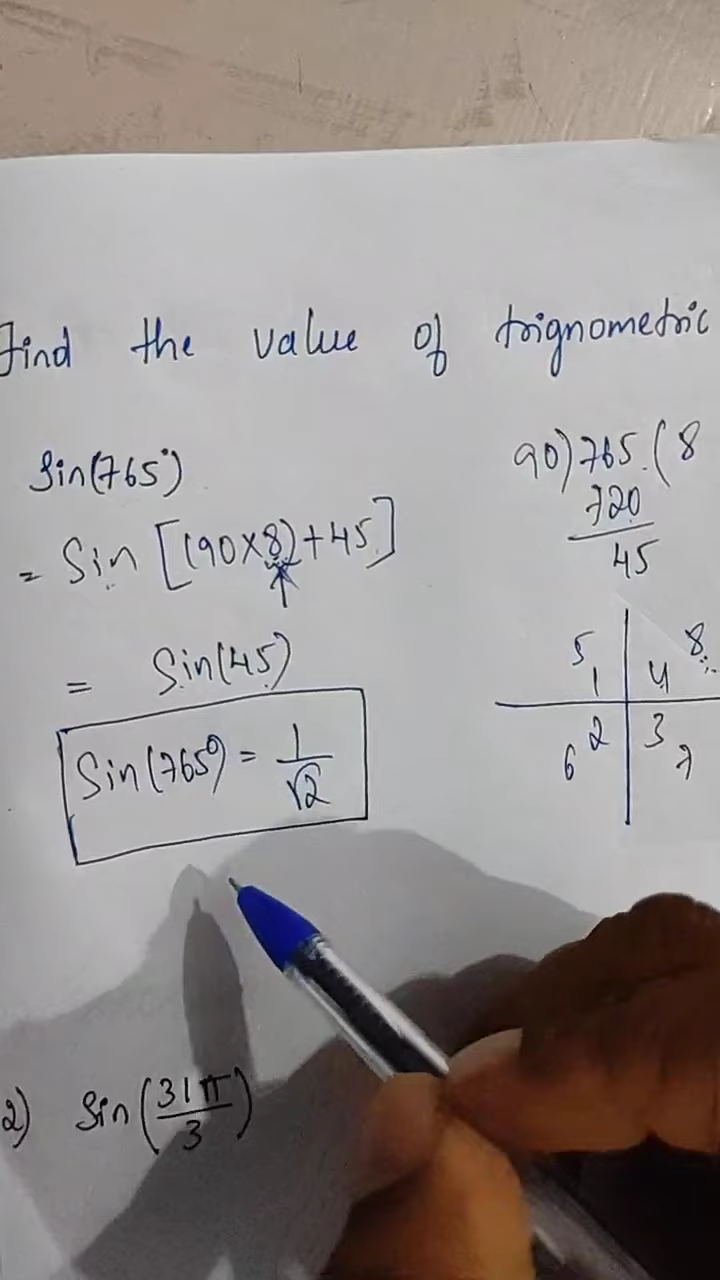 Find the value of trignometric
Sin(765°)
90)765(8
720
45
= Sin [(90×8)+45]
= Sin(45)
5 1 4 8
6 2 3 7
Sin(765°) = 1/√2
2) Sin(31π/3)